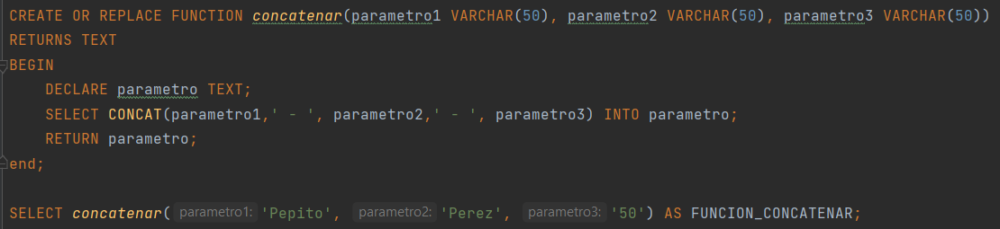 CREATE OR REPLACE FUNCTION concatenar(parametro1 VARCHAR(50), parametro2 VARCHAR(50), parametro3 VARCHAR(50))
RETURNS TEXT
BEGIN
    DECLARE parametro TEXT;
    SELECT CONCAT(parametro1,' - ', parametro2,' - ', parametro3) INTO parametro;
    RETURN parametro;
end;
SELECT concatenar( parametro1: 'Pepito', parametro2: 'Perez', parametro3: '50') AS FUNCION_CONCATENAR;